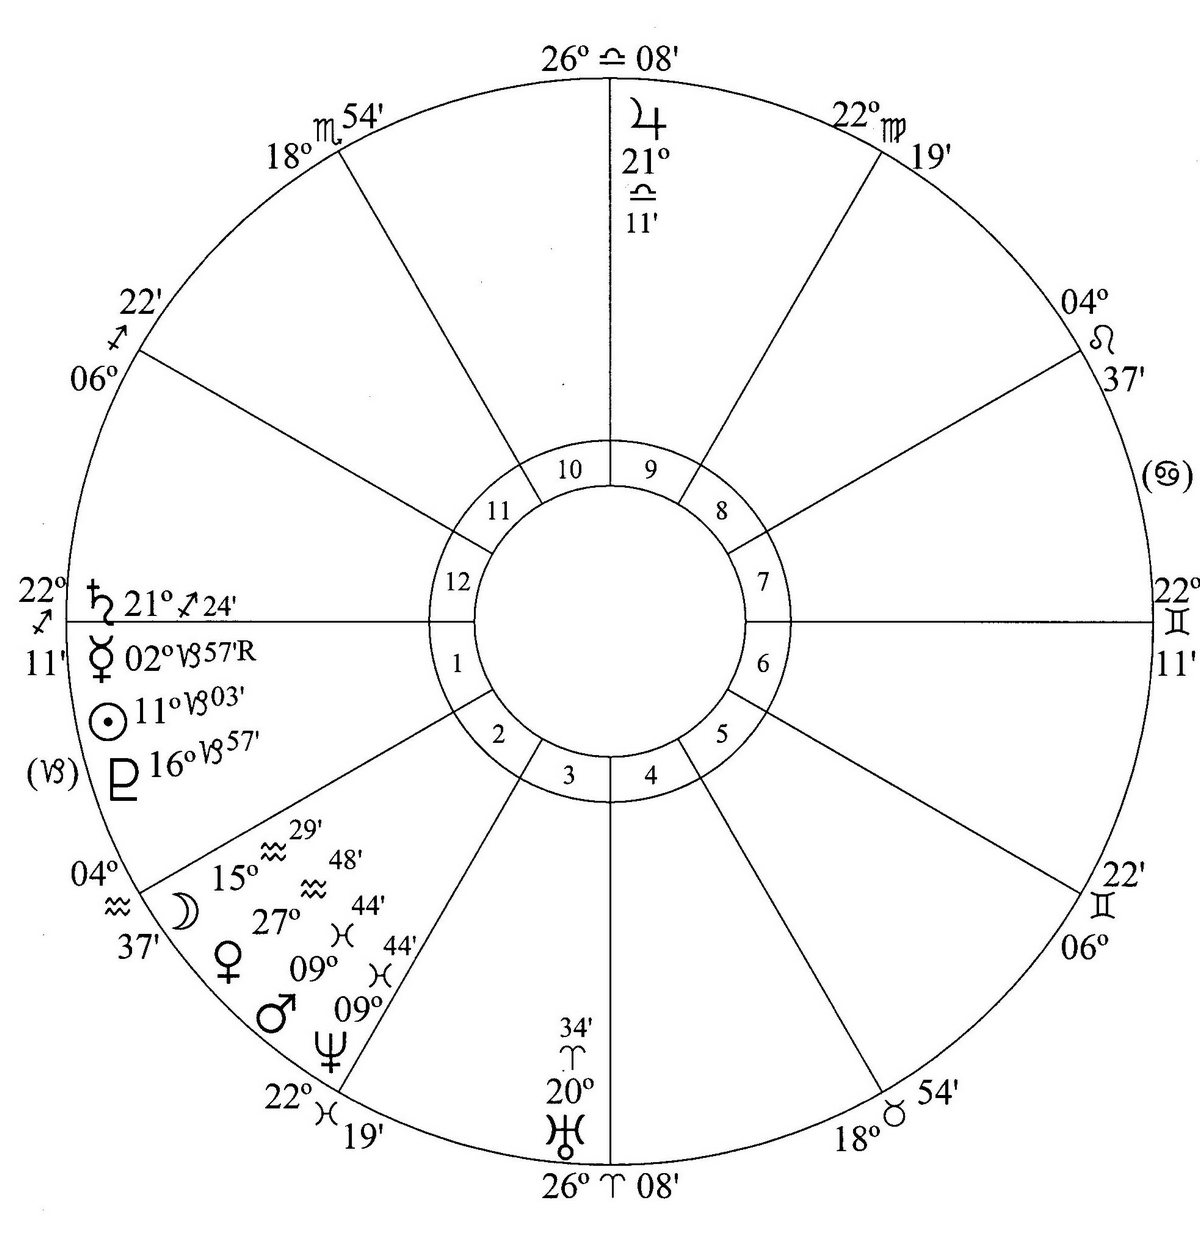 26º ♎ 08'
♃
21º
♎
11'
22º ♍ 19'
04º ♌ 37'
(♋)
22º ♊ 11'
22' ♊ 06º
54' ♉ 18º
26º ♈ 08'
34'
♈
20º
♅
22º ♓ 19'
04º ♒ 37'
(♑)
22º ♐ 11'
22' ♐ 06º
18º ♏ 54'
♄ 21º ♐ 24'
☿ 02º ♑ 57' R
☉ 11º ♑ 03'
♇ 16º ♑ 57'
☽ 15º ♒ 29'
♀ 27º ♒ 48'
♂ 09º ♓ 44'
♆ 09º ♓ 44'
1
2
3
4
5
6
7
8
9
10
11
12